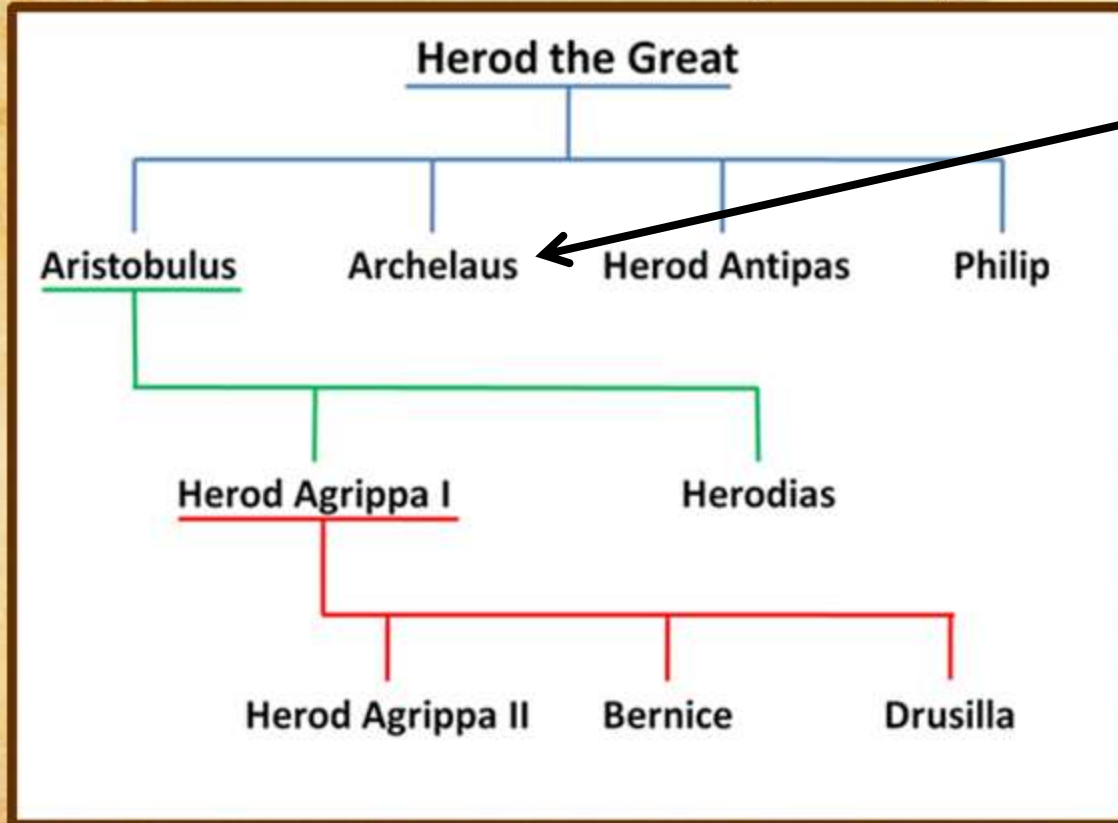 Herod the Great
Aristobulus Archelaus Herod Antipas Philip
Herod Agrippa I Herodias
Herod Agrippa II Bernice Drusilla